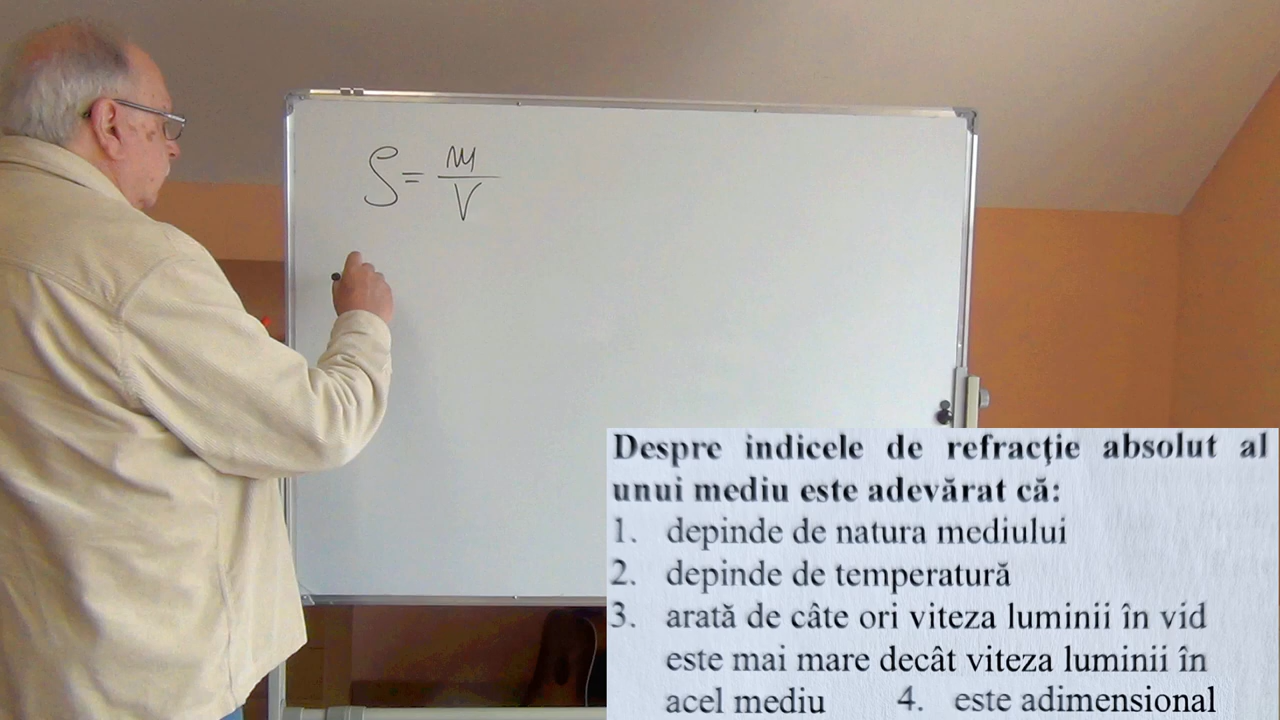 ρ = m/V
Despre indicele de refracţie absolut al
unui mediu este adevărat că:
1. depinde de natura mediului
2. depinde de temperatură
3. arată de câte ori viteza luminii în vid
este mai mare decât viteza luminii în
acel mediu 4. este adimensional